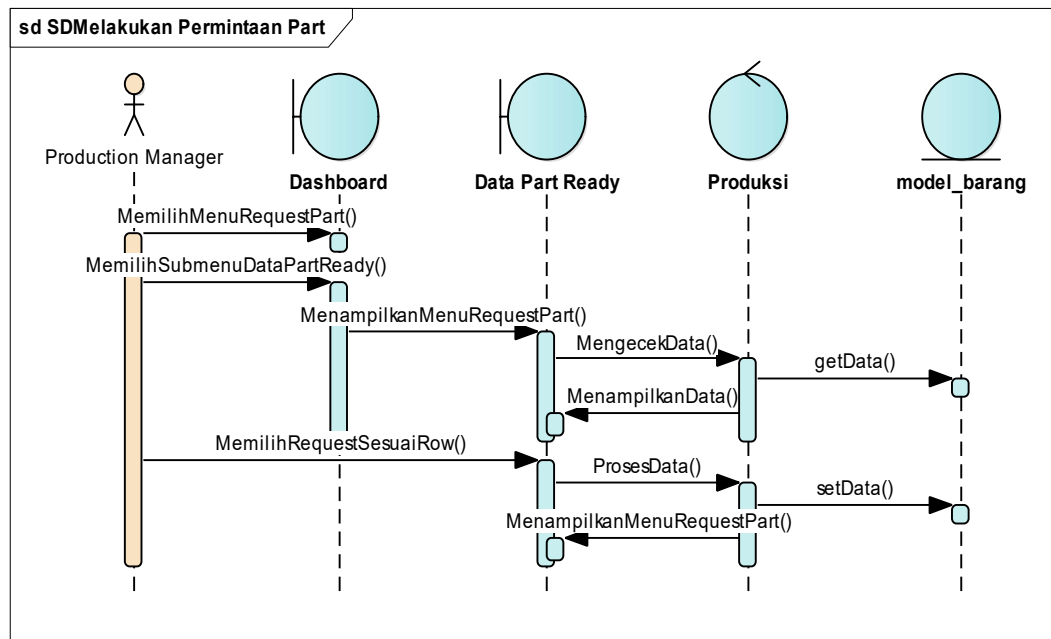 sd SDMelakukan Permintaan Part
Production Manager
Dashboard
Data Part Ready
Produksi
model_barang
MemilihMenuRequestPart()
MemilihSubmenuDataPartReady()
MenampilkanMenuRequestPart()
MengecekData()
getData()
MenampilkanData()
MemilihRequestSesuaiRow()
ProsesData()
setData()
MenampilkanMenuRequestPart()